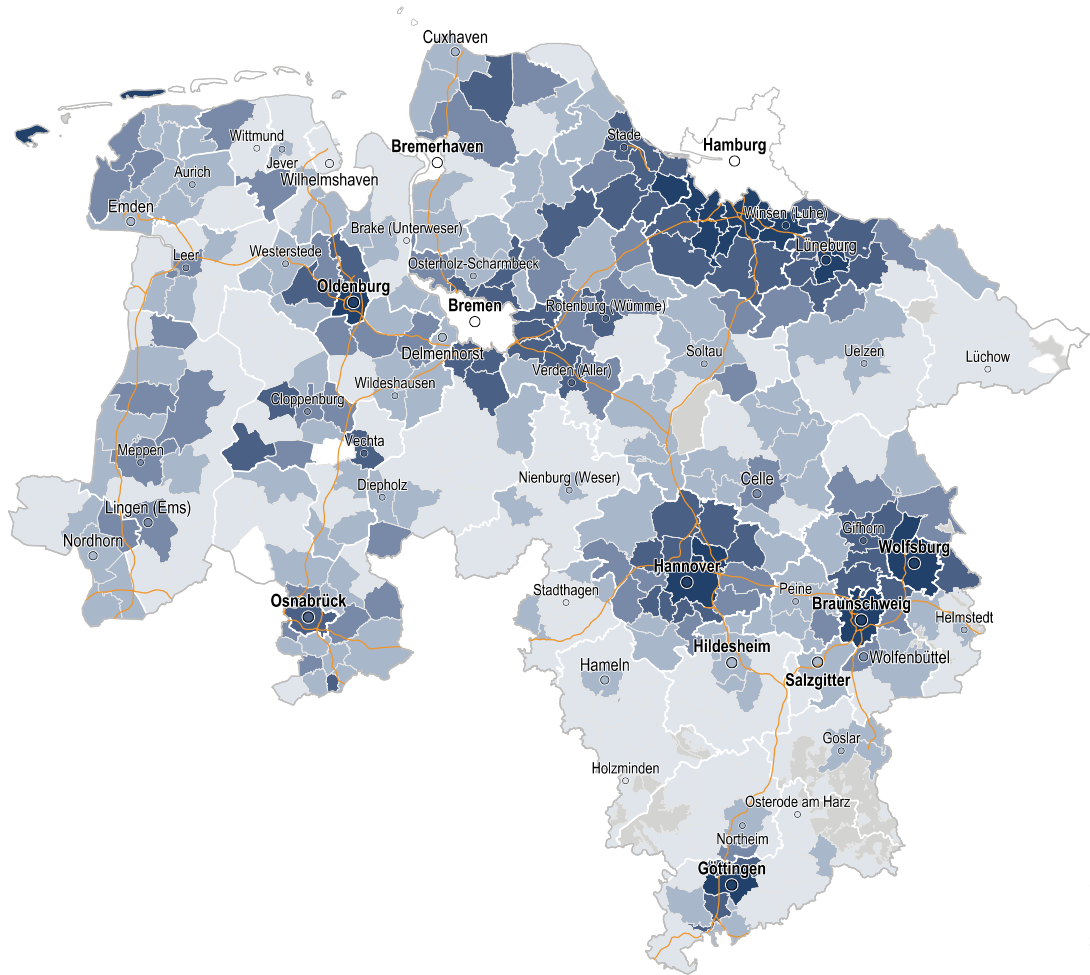 Cuxhaven
Stade
Hamburg
Wittmund
Bremerhaven
Jever
Aurich
Wilhelmshaven
Emden
Winsen (Luhe)
Brake (Unterweser)
Lüneburg
Leer
Westerstede
Osterholz-Scharmbeck
Oldenburg
Bremen
Rotenburg (Wümme)
Delmenhorst
Soltau
Uelzen
Lüchow
Verden (Aller)
Wildeshausen
Cloppenburg
Vechta
Meppen
Diepholz
Nienburg (Weser)
Celle
Lingen (Ems)
Gifhorn
Nordhorn
Wolfsburg
Hannover
Stadthagen
Peine
Osnabrück
Braunschweig
Helmstedt
Hildesheim
Wolfenbüttel
Hameln
Salzgitter
Goslar
Holzminden
Osterode am Harz
Northeim
Göttingen